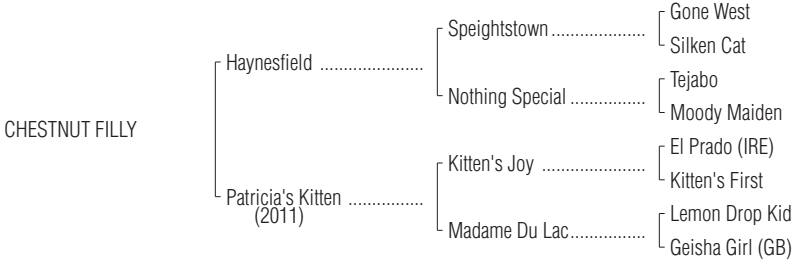 Gone West
Speightstown ....................
Silken Cat
Haynesfield ......................
Tejabo
Nothing Special ................
Moody Maiden
CHESTNUT FILLY
El Prado (IRE)
Kitten's Joy ......................
Kitten's First
Patricia's Kitten ................
(2011)
Lemon Drop Kid
Madame Du Lac................
Geisha Girl (GB)